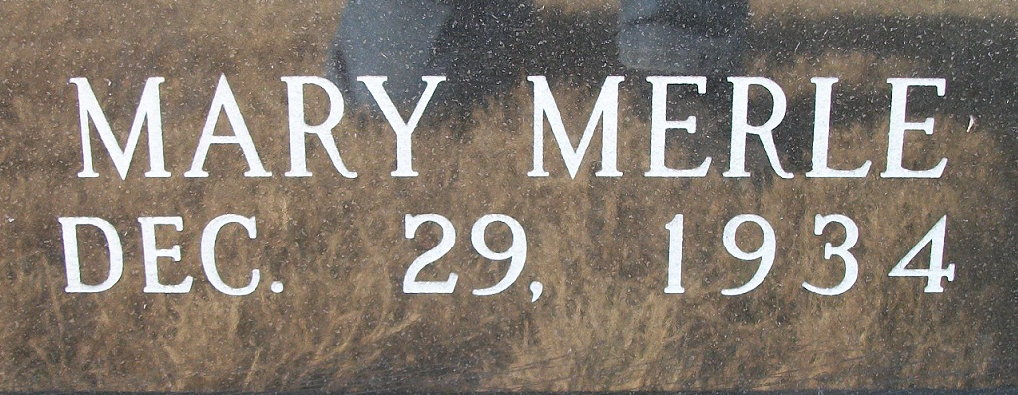 MARY MERLE
DEC. 29, 1934